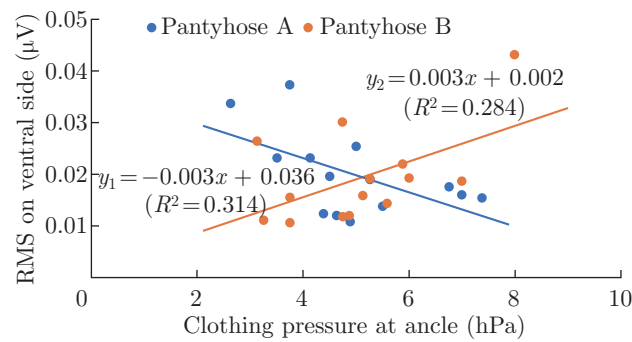 Pantyhose A Pantyhose B
RMS on ventral side (μV)
0.05
0.04
0.03
0.02
0.01
y₂=0.003x + 0.002
(R²=0.284)
y₁=−0.003x + 0.036
(R²=0.314)
0 2 4 6 8 10
Clothing pressure at angle (hPa)